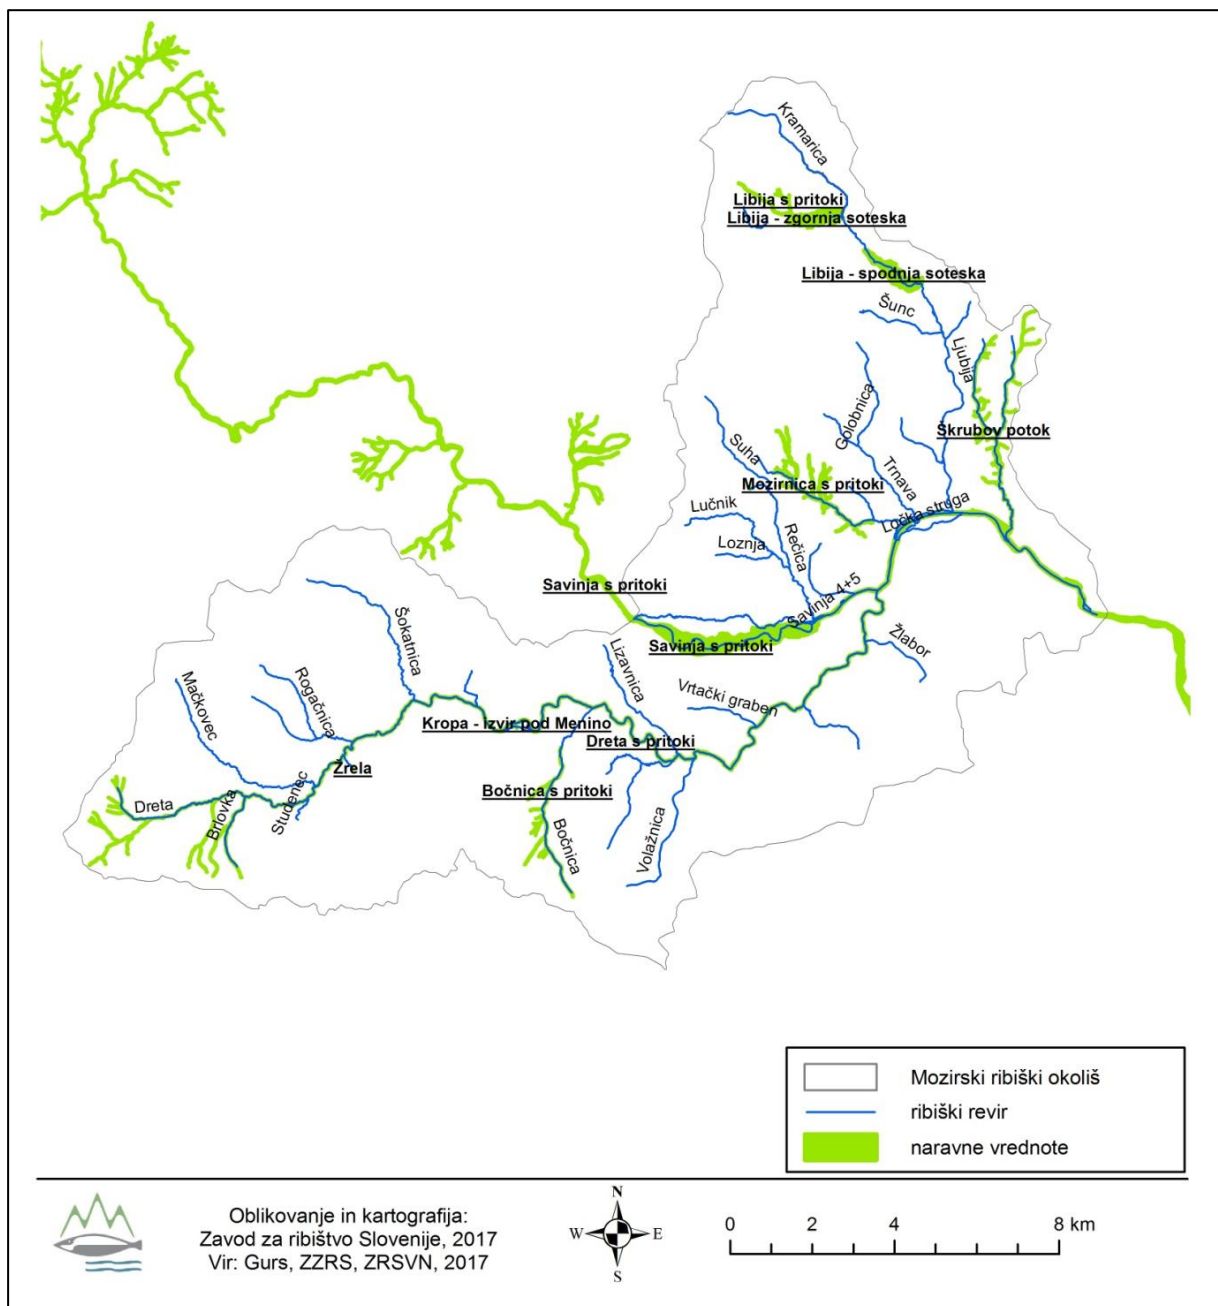 Kramarica
Libija s pritoki
Libija - zgornja soteska
Libija - spodnja soteska
Šunc
Ljubija
Golobnica
Škrubov potok
Suha
Trnava
Mozirnica s pritoki
Lučnik
Ločka struga
Rečica
Loznja
Savinja s pritoki
Savinja 4+5
Šokatnica
Savinja s pritoki
Žlabor
Lizavnica
Rogačnica
Mačkovec
Vrtački graben
Kropa - izvir pod Menino
Dreta s pritoki
Žrela
Bočnica s pritoki
Dreta
Brlovka
Studenec
Bočnica
Volažnica
Mozirski ribiški okoliš
ribiški revir
naravne vrednote
Oblikovanje in kartografija:
Zavod za ribištvo Slovenije, 2017
Vir: Gurs, ZZRS, ZRSVN, 2017
N
W E
S
0 2 4 8 km